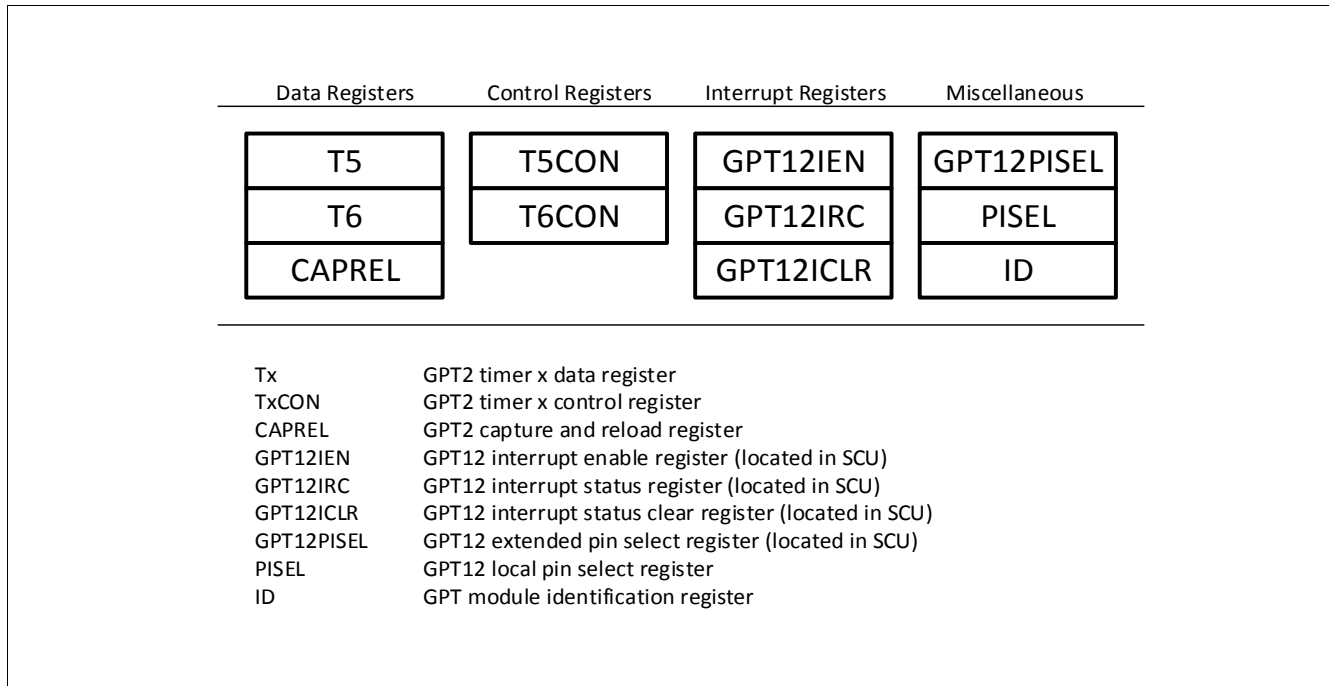 Data Registers Control Registers Interrupt Registers Miscellaneous
T5 T5CON GPT12IEN GPT12PISEL
T6 T6CON GPT12IRC PISEL
CAPREL GPT12ICLR ID
Tx GPT2 timer x data register
TxCON GPT2 timer x control register
CAPREL GPT2 capture and reload register
GPT12IEN GPT12 interrupt enable register (located in SCU)
GPT12IRC GPT12 interrupt status register (located in SCU)
GPT12ICLR GPT12 interrupt status clear register (located in SCU)
GPT12PISEL GPT12 extended pin select register (located in SCU)
PISEL GPT12 local pin select register
ID GPT module identification register